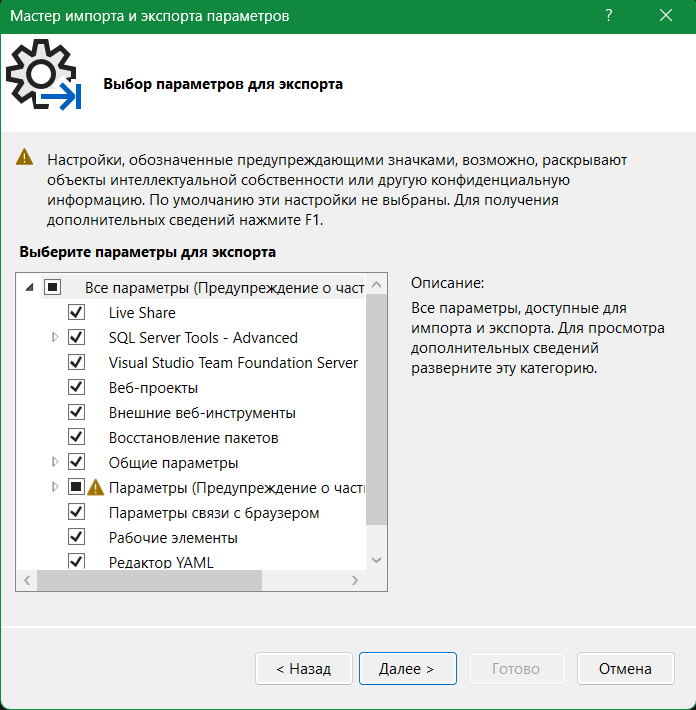 Мастер импорта и экспорта параметров
?
Выбор параметров для экспорта
Настройки, обозначенные предупреждающими значками, возможно, раскрывают
объекты интеллектуальной собственности или другую конфиденциальную
информацию. По умолчанию эти настройки не выбраны. Для получения
дополнительных сведений нажмите F1.
Выберите параметры для экспорта
Все параметры (Предупреждение о част
Live Share
SQL Server Tools - Advanced
Visual Studio Team Foundation Server
Веб-проекты
Внешние веб-инструменты
Восстановление пакетов
Общие параметры
Параметры (Предупреждение о части
Параметры связи с браузером
Рабочие элементы
Редактор YAML
Описание:
Все параметры, доступные для
импорта и экспорта. Для просмотра
дополнительных сведений
разверните эту категорию.
< Назад
Далее >
Готово
Отмена